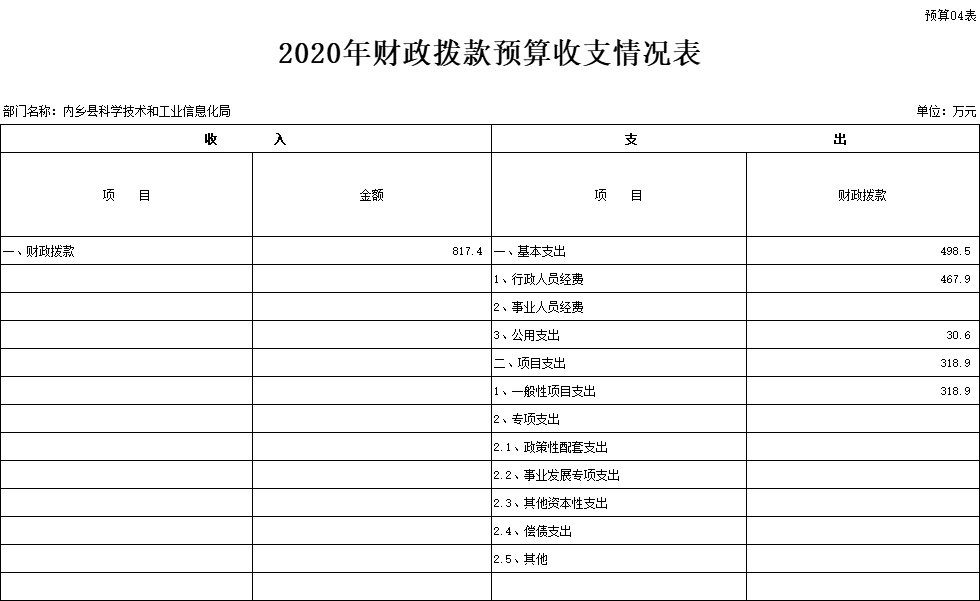 预算04表
2020年财政拨款预算收支情况表
部门名称：内乡县科学技术和工业信息化局 单位：万元
收 入 支 出
项 目 金额 项 目 财政拨款
一、财政拨款 817.4 一、基本支出 498.5
1、行政人员经费 467.9
2、事业人员经费
3、公用支出 30.6
二、项目支出 318.9
1、一般性项目支出 318.9
2、专项支出
2.1、政策性配套支出
2.2、事业发展专项支出
2.3、其他资本性支出
2.4、偿债支出
2.5、其他